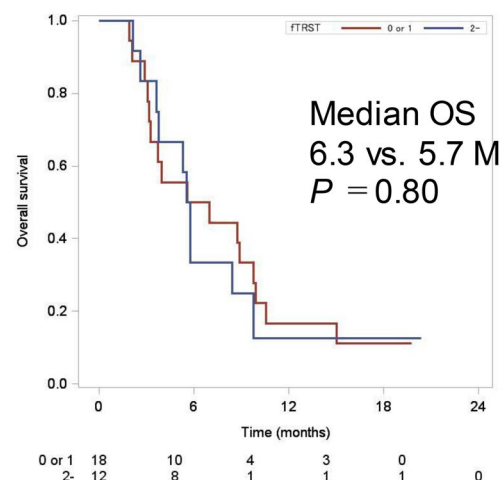 fTRST 0 or 1 2-
1.0
0.8
0.6
0.4
0.2
0.0
Overall survival
Median OS
6.3 vs. 5.7 M
P = 0.80
0 6 12 18 24
Time (months)
0 or 1 18 10 4 3 0
2- 12 8 1 1 1 0